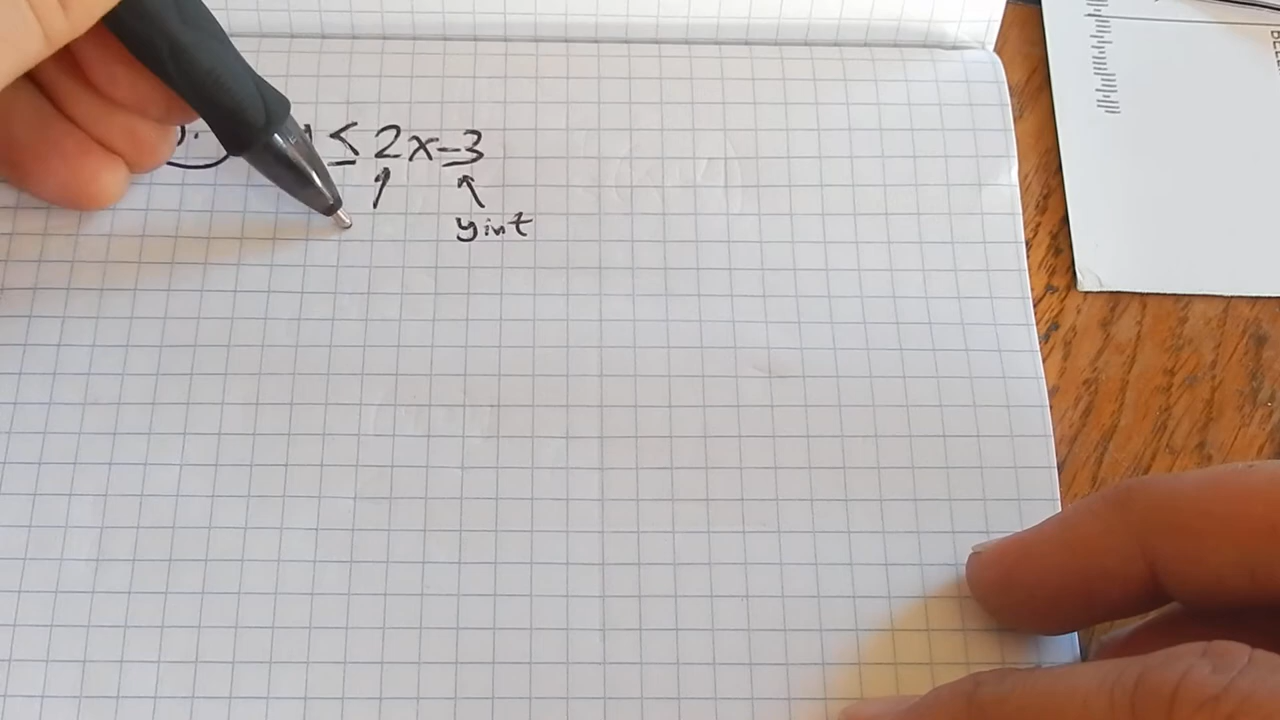 ≤ 2x-3
yint